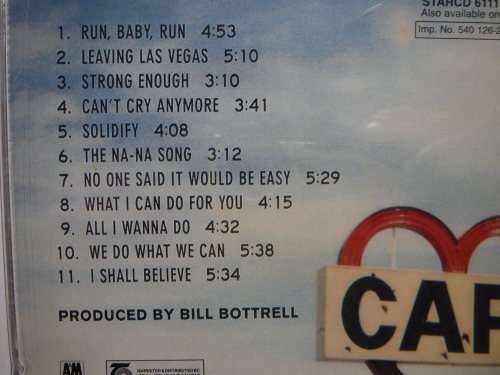 STARCD 6111
Also available on
Imp. No. 540 126-2
1. RUN, BABY, RUN 4:53
2. LEAVING LAS VEGAS 5:10
3. STRONG ENOUGH 3:10
4. CAN'T CRY ANYMORE 3:41
5. SOLIDIFY 4:08
6. THE NA-NA SONG 3:12
7. NO ONE SAID IT WOULD BE EASY 5:29
8. WHAT I CAN DO FOR YOU 4:15
9. ALL I WANNA DO 4:32
10. WE DO WHAT WE CAN 5:38
11. I SHALL BELIEVE 5:34
PRODUCED BY BILL BOTTRELL
CAF
A&M
MARKETED & DISTRIBUTED BY